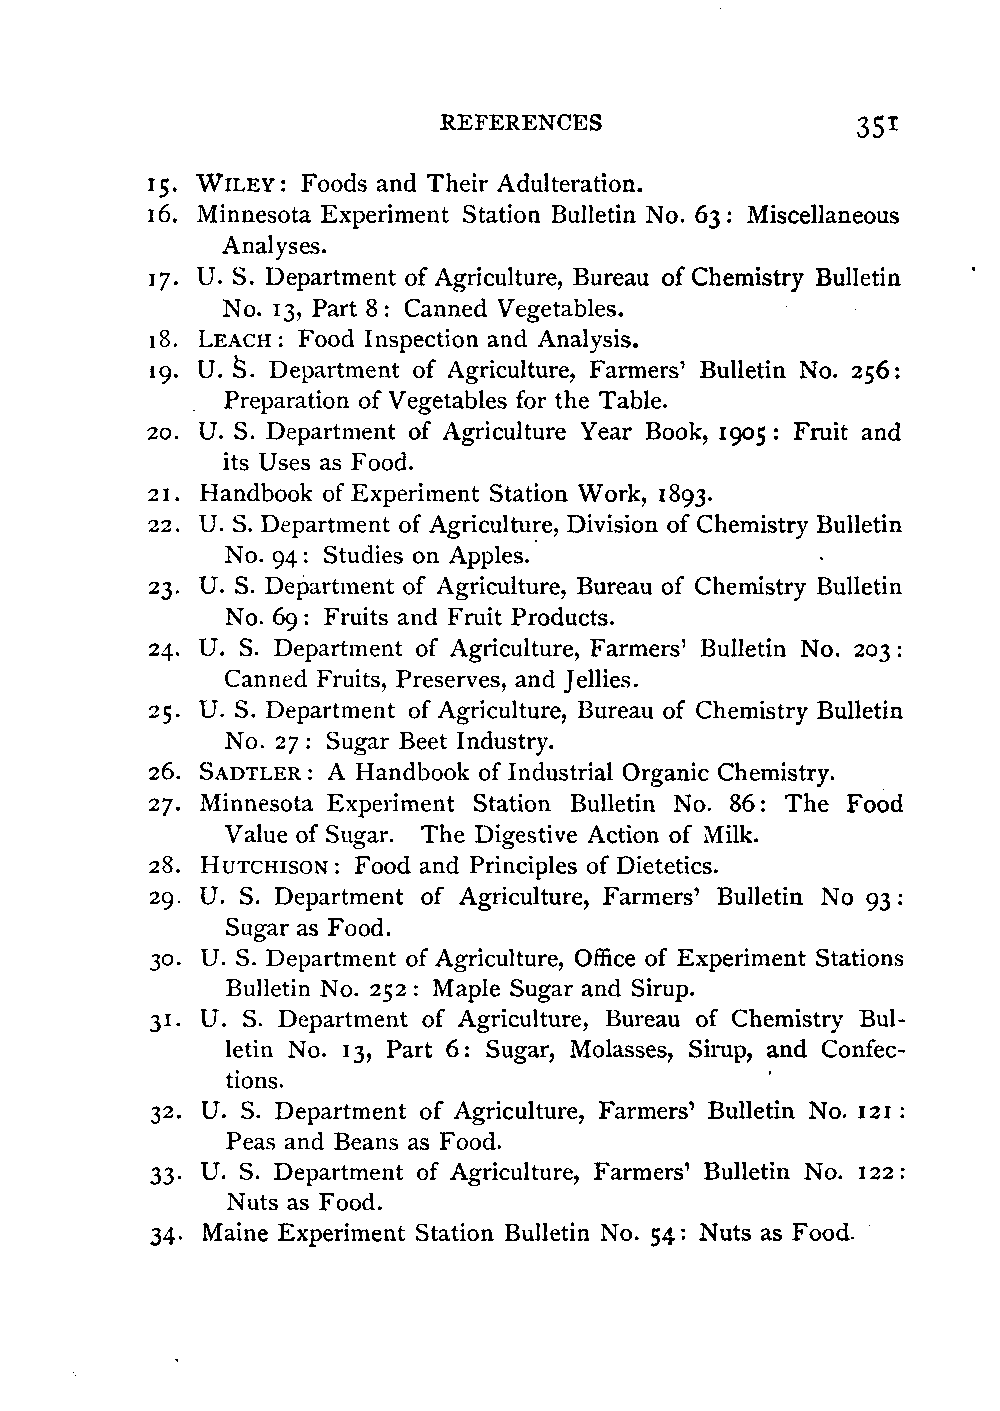 REFERENCES 351
15. WILEY: Foods and Their Adulteration.
16. Minnesota Experiment Station Bulletin No. 63: Miscellaneous
Analyses.
17. U. S. Department of Agriculture, Bureau of Chemistry Bulletin
No. 13, Part 8: Canned Vegetables.
18. LEACH: Food Inspection and Analysis.
19. U. S. Department of Agriculture, Farmers' Bulletin No. 256:
Preparation of Vegetables for the Table.
20. U. S. Department of Agriculture Year Book, 1905: Fruit and
its Uses as Food.
21. Handbook of Experiment Station Work, 1893.
22. U. S. Department of Agriculture, Division of Chemistry Bulletin
No. 94: Studies on Apples.
23. U. S. Department of Agriculture, Bureau of Chemistry Bulletin
No. 69: Fruits and Fruit Products.
24. U. S. Department of Agriculture, Farmers' Bulletin No. 203:
Canned Fruits, Preserves, and Jellies.
25. U. S. Department of Agriculture, Bureau of Chemistry Bulletin
No. 27: Sugar Beet Industry.
26. SADTLER: A Handbook of Industrial Organic Chemistry.
27. Minnesota Experiment Station Bulletin No. 86: The Food
Value of Sugar. The Digestive Action of Milk.
28. HUTCHISON: Food and Principles of Dietetics.
29. U. S. Department of Agriculture, Farmers' Bulletin No 93:
Sugar as Food.
30. U. S. Department of Agriculture, Office of Experiment Stations
Bulletin No. 252: Maple Sugar and Sirup.
31. U. S. Department of Agriculture, Bureau of Chemistry Bul-
letin No. 13, Part 6: Sugar, Molasses, Sirup, and Confec-
tions.
32. U. S. Department of Agriculture, Farmers' Bulletin No. 121:
Peas and Beans as Food.
33. U. S. Department of Agriculture, Farmers' Bulletin No. 122:
Nuts as Food.
34. Maine Experiment Station Bulletin No. 54: Nuts as Food.